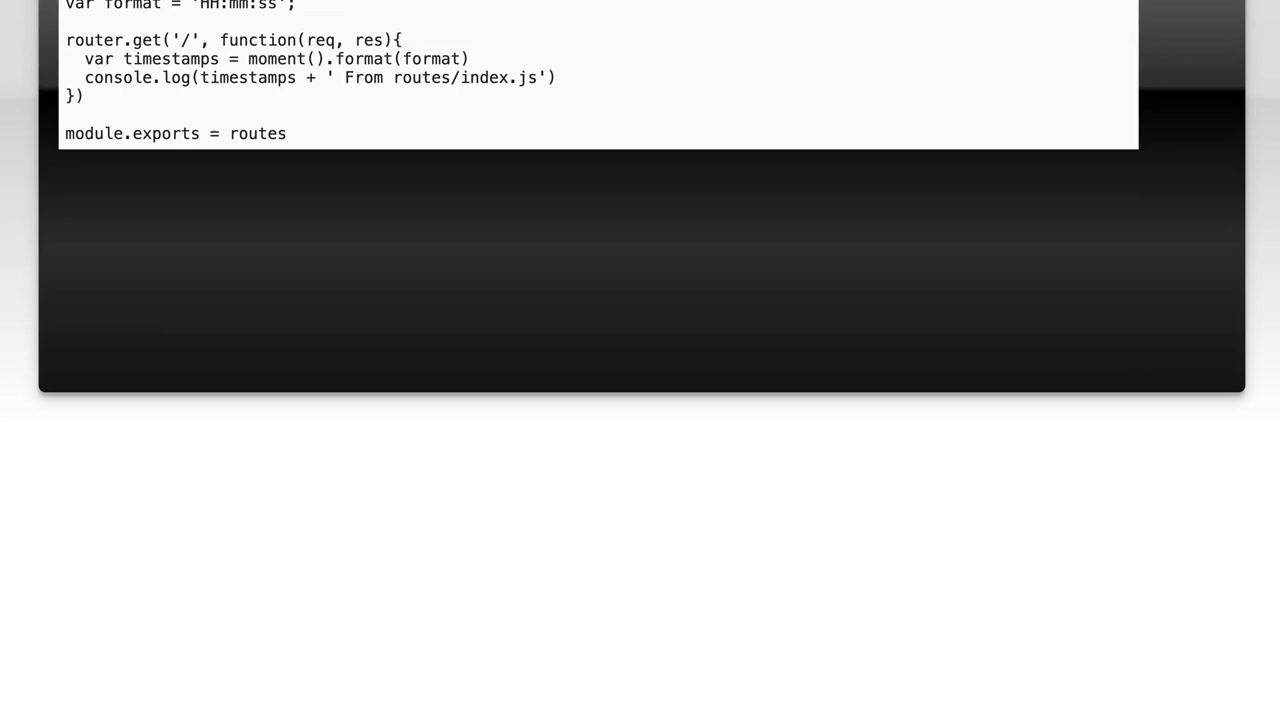 var format = 'HH:mm:ss';
router.get('/', function(req, res){
  var timestamps = moment().format(format)
  console.log(timestamps + ' From routes/index.js')
})
module.exports = routes